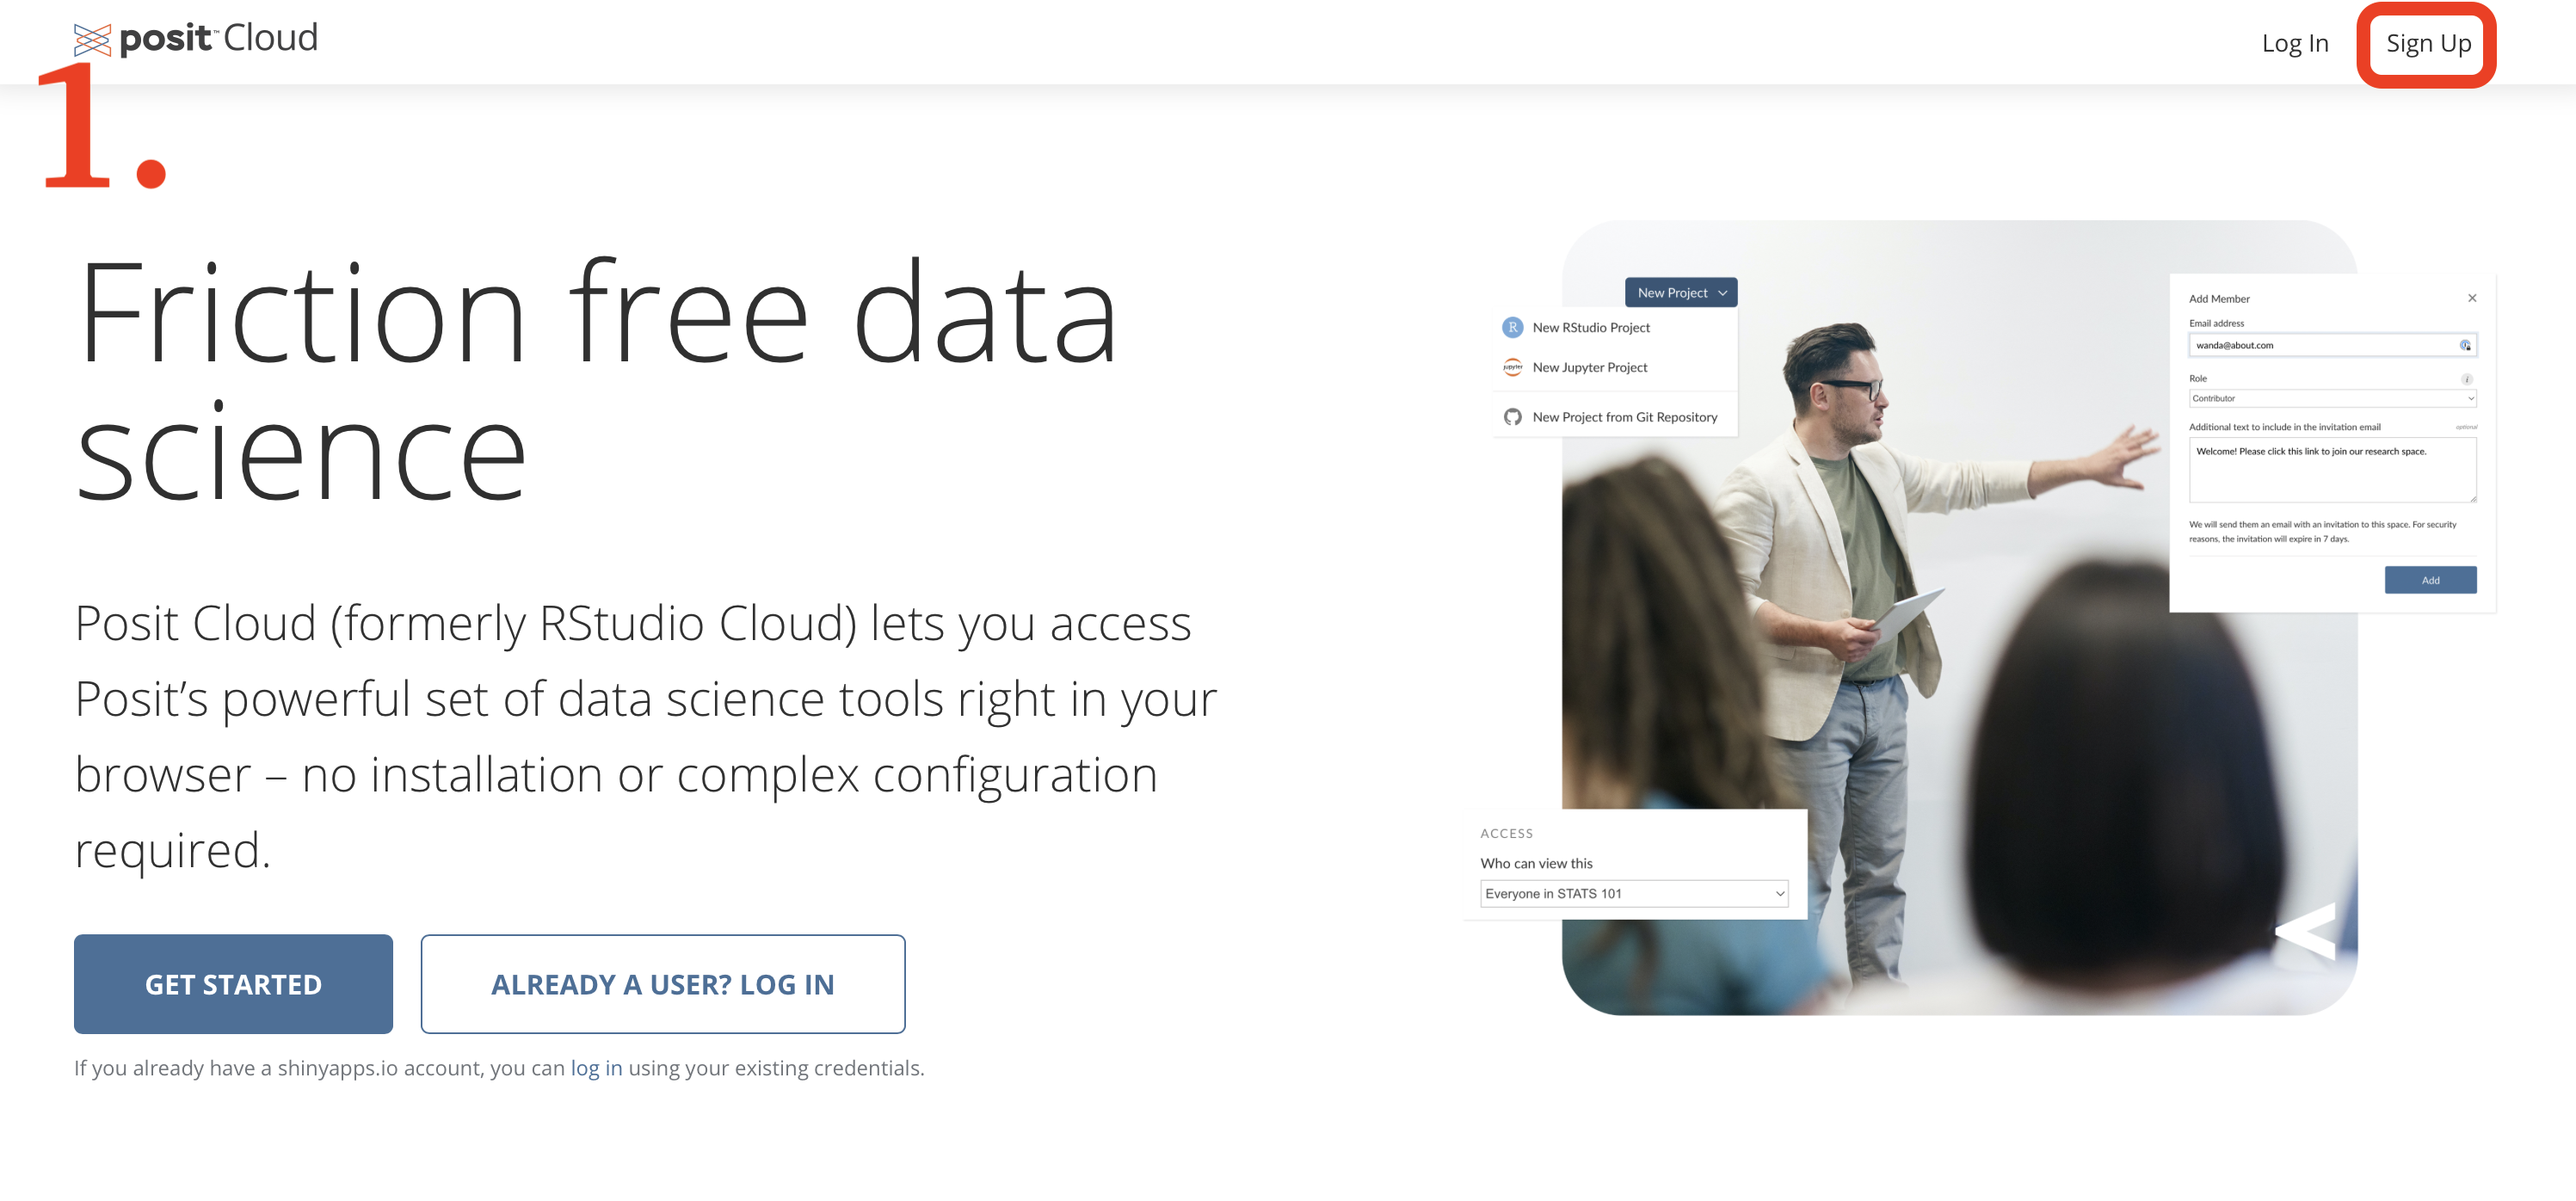 posit™ Cloud
Log In
Sign Up
1.
Friction free data
science
Posit Cloud (formerly RStudio Cloud) lets you access
Posit’s powerful set of data science tools right in your
browser – no installation or complex configuration
required.
GET STARTED
ALREADY A USER? LOG IN
If you already have a shinyapps.io account, you can log in using your existing credentials.
New Project
R New RStudio Project
jupyter New Jupyter Project
New Project from Git Repository
Add Member
Email address
wanda@about.com
Role
i
Contributor
Additional text to include in the invitation email
optional
Welcome! Please click this link to join our research space.
We will send them an email with an invitation to this space. For security
reasons, the invitation will expire in 7 days.
Add
ACCESS
Who can view this
Everyone in STATS 101